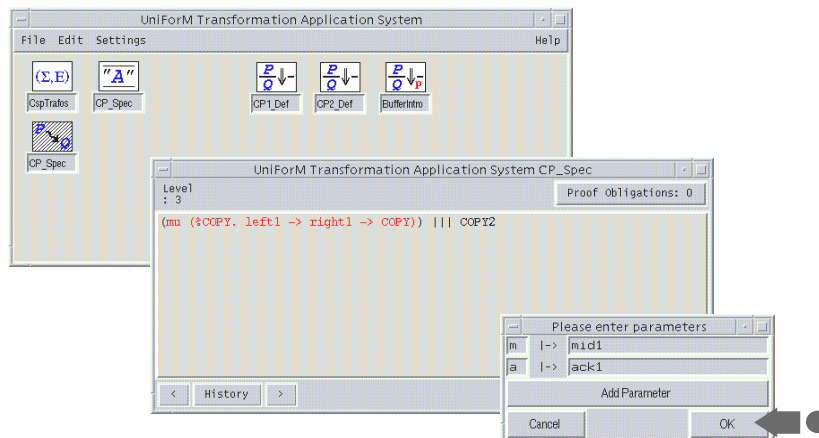 UniForM Transformation Application System
File Edit Settings Help
(Σ,E) "A" P Q ↓- P Q ↓- P Q ↓p
CspTrafos CP_Spec CP1_Def CP2_Def BufferIntro
P Q
CP_Spec
UniForM Transformation Application System CP_Spec
Level
: 3
Proof Obligations: 0
(mu (%COPY. left1 -> right1 -> COPY)) ||| COPY2
< History >
Please enter parameters
m |-> mid1
a |-> ack1
Add Parameter
Cancel OK